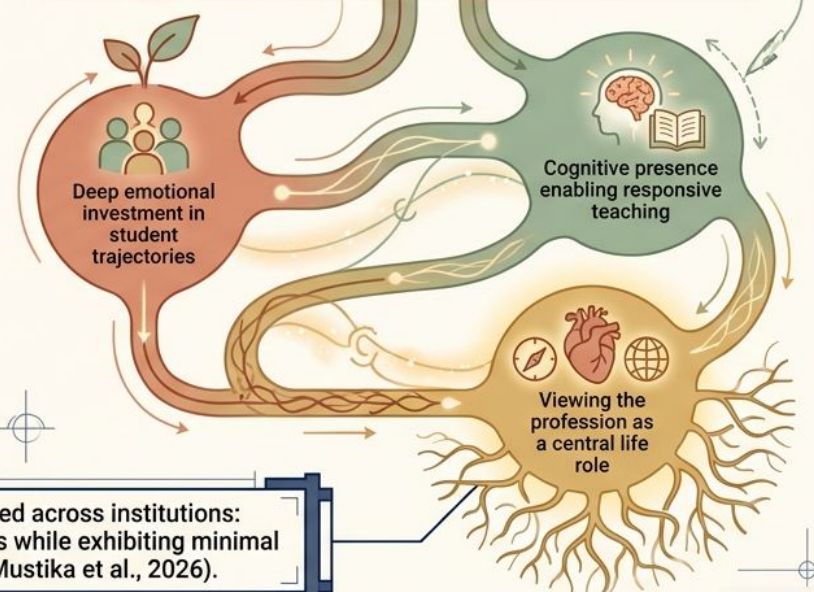 Deep emotional
investment in
student
trajectories
Cognitive presence
enabling responsive
teaching
Viewing the
profession as
a central life
role
ed across institutions:
s while exhibiting minimal
Mustika et al., 2026).